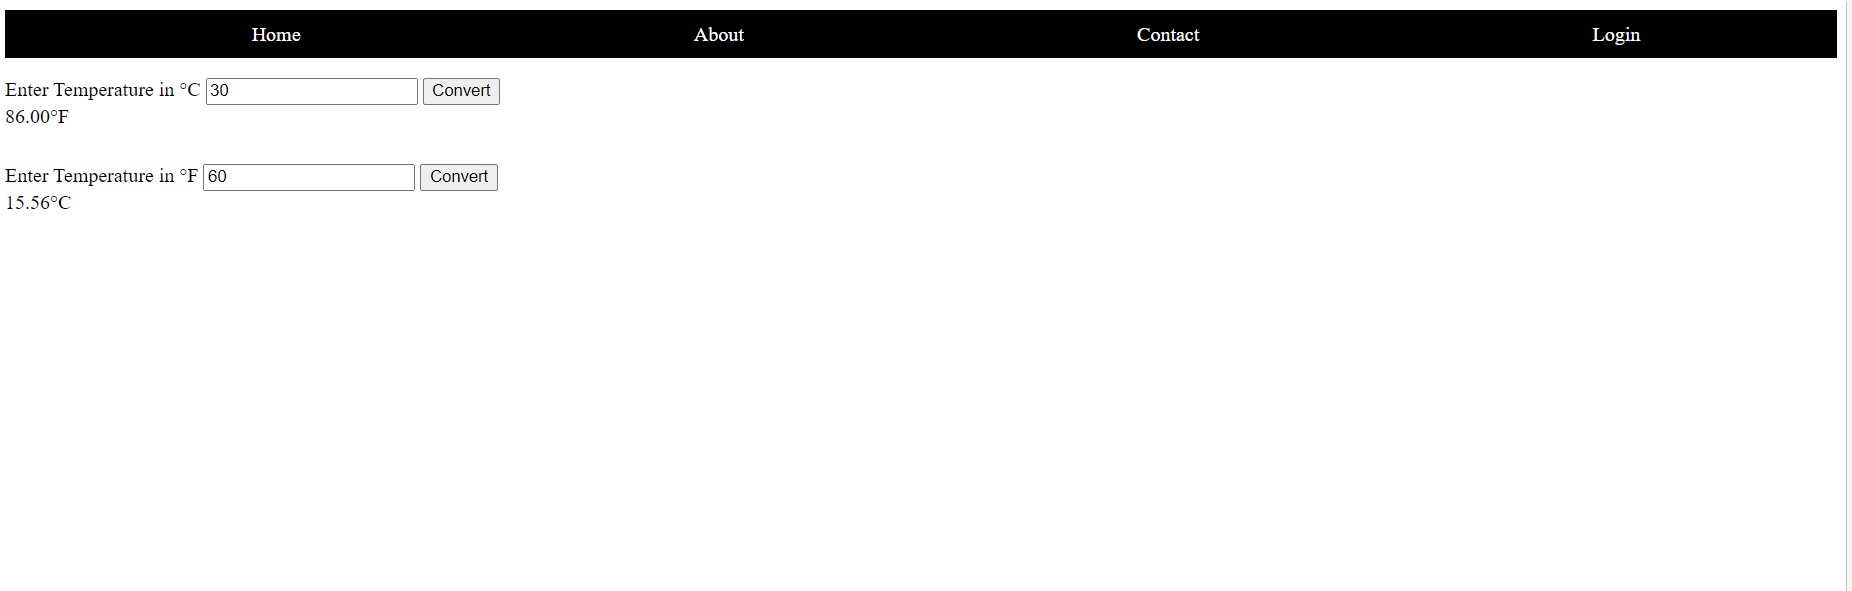 Home About Contact Login
Enter Temperature in °C 30 Convert
86.00°F
Enter Temperature in °F 60 Convert
15.56°C